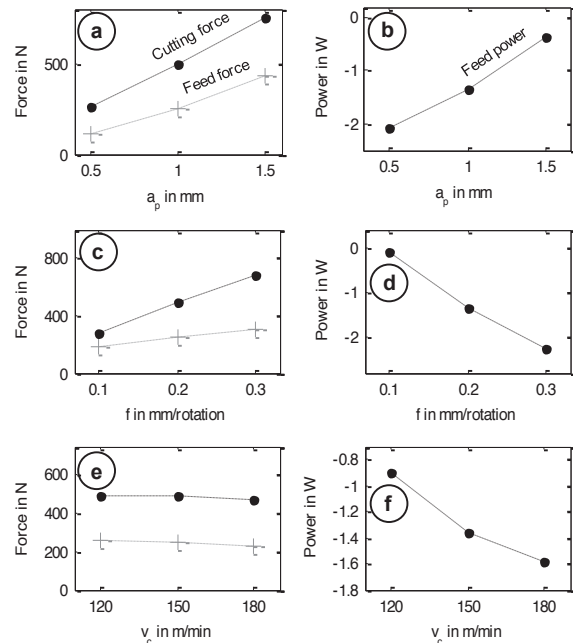 a
Cutting force
Feed force
Force in N
500
0
0.5 1 1.5
a_p in mm
b
Feed power
Power in W
0
-1
-2
0.5 1 1.5
a_p in mm
c
Force in N
800
400
0
0.1 0.2 0.3
f in mm/rotation
d
Power in W
0
-1
-2
0.1 0.2 0.3
f in mm/rotation
e
Force in N
600
400
200
0
120 150 180
v_c in m/min
f
Power in W
-0.8
-1
-1.2
-1.4
-1.6
-1.8
120 150 180
v_c in m/min